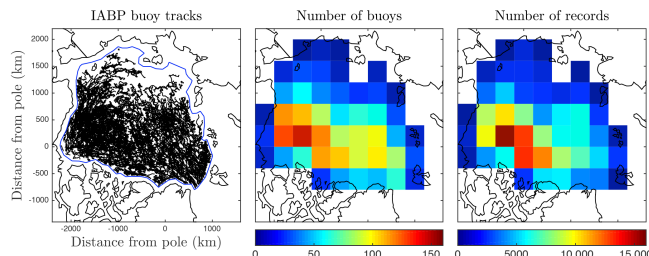 IABP buoy tracks
Number of buoys
Number of records
Distance from pole (km)
2000
1500
1000
500
0
-500
-1000
-2000 -1000 0 1000
Distance from pole (km)
0 50 100 150
0 5000 10 000 15 000